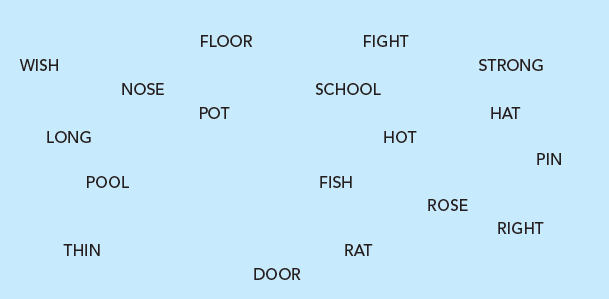 FLOOR FIGHT
WISH STRONG
NOSE SCHOOL
POT HAT
LONG HOT
PIN
POOL FISH
ROSE
RIGHT
THIN RAT
DOOR